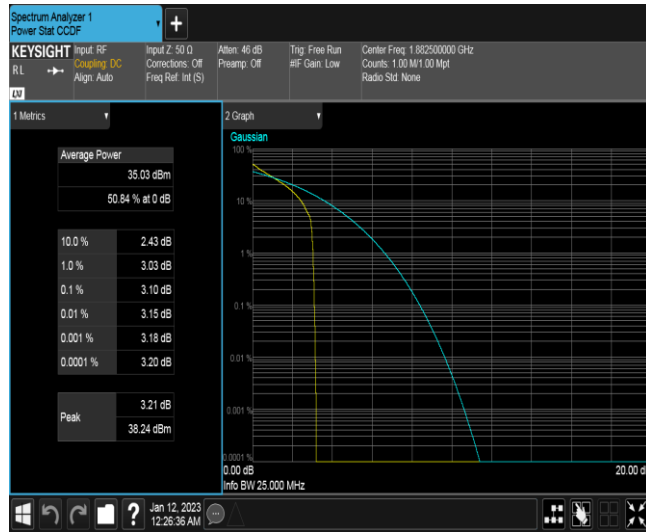 Spectrum Analyzer 1
Power Stat CCDF
+
KEYSIGHT Input: RF Input Z: 50 Ω Atten: 46 dB Trig: Free Run Center Freq: 1.882500000 GHz
RL Coupling: DC Corrections: Off Preamp: Off #IF Gain: Low Counts: 1.00 M/1.00 Mpt
Align: Auto Freq Ref: Int (S) Radio Std: None
LXI
1 Metrics
2 Graph
Gaussian
Average Power
35.03 dBm
50.84 % at 0 dB
10.0 % 2.43 dB
1.0 % 3.03 dB
0.1 % 3.10 dB
0.01 % 3.15 dB
0.001 % 3.18 dB
0.0001 % 3.20 dB
Peak 3.21 dB
38.24 dBm
100 %
10 %
1 %
0.1 %
0.01 %
0.001 %
0.0001 %
0.00 dB 20.00 d
Info BW 25.000 MHz
? Jan 12, 2023
12:26:36 AM